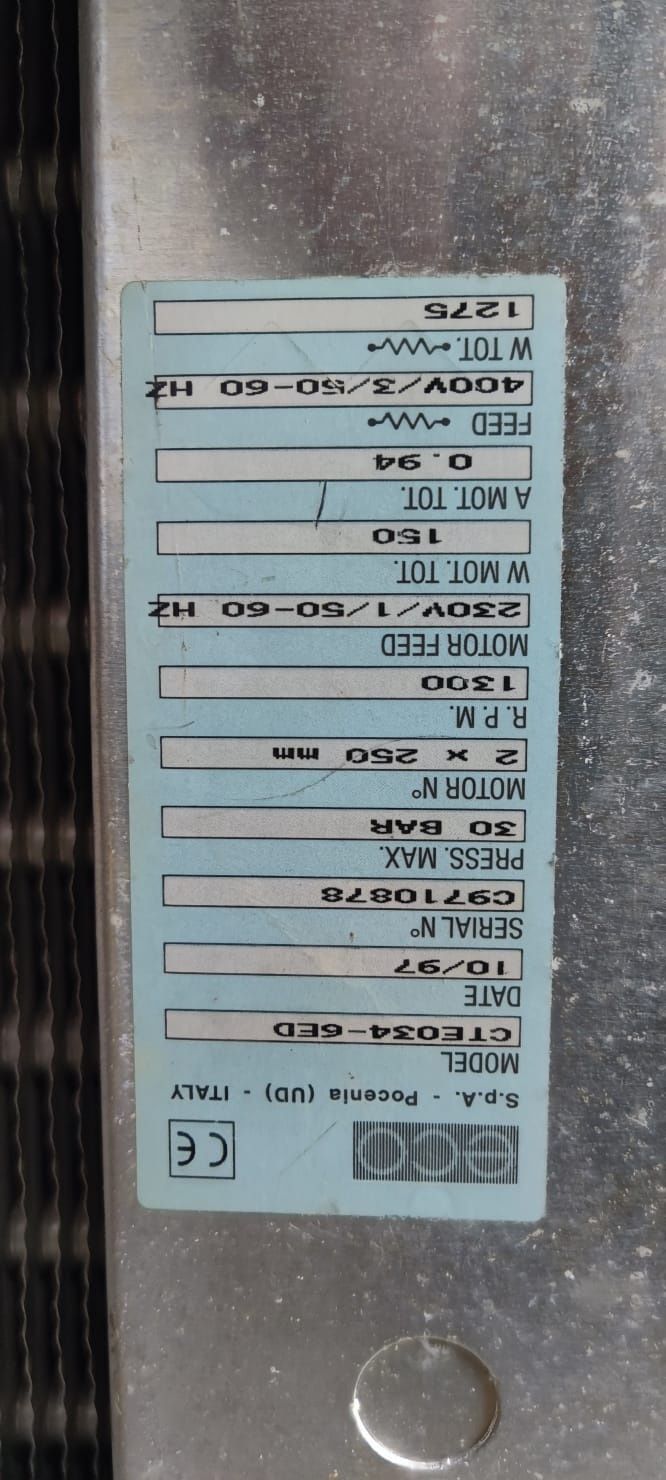 eco
CE
S.p.A. - Pocenia (UD) - ITALY
MODEL
CTE034-6ED
DATE
10/97
SERIAL N°
C9710878
PRESS. MAX.
30 BAR
MOTOR N°
2 x 250 mm
R. P. M.
1300
MOTOR FEED
230V/1/50-60 HZ
W MOT. TOT.
150
A MOT. TOT.
0.94
FEED
400V/3/50-60 HZ
W TOT.
1275